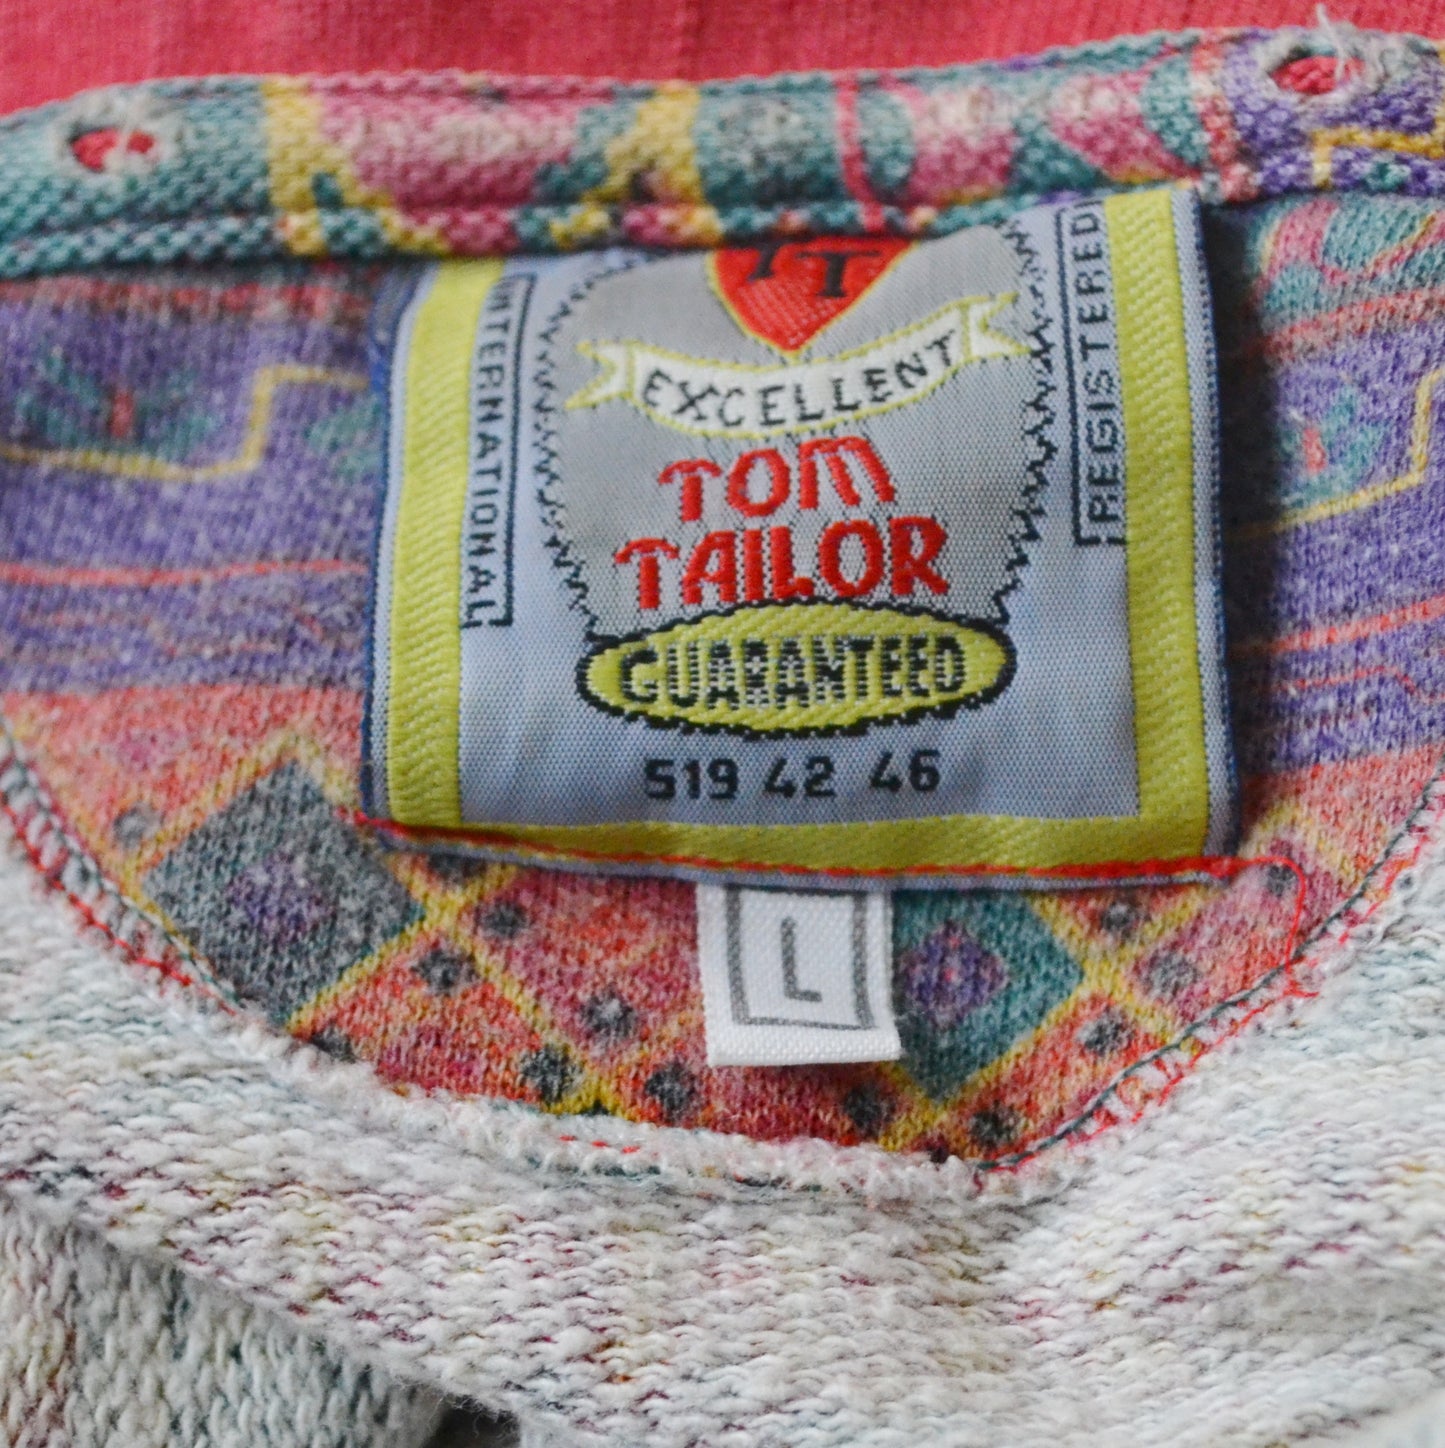 TT
EXCELLENT
TOM
TAILOR
GUARANTEED
519 42 46
INTERNATIONAL
REGISTERED
L